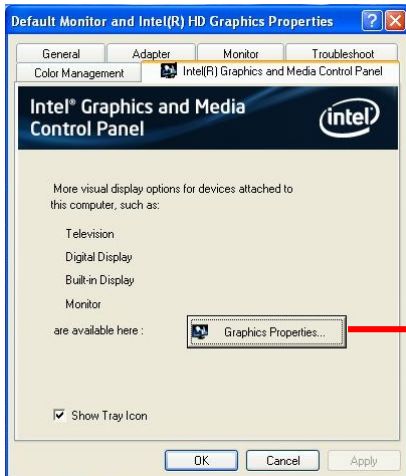 Default Monitor and Intel(R) HD Graphics Properties
General Adapter Monitor Troubleshoot
Color Management Intel(R) Graphics and Media Control Panel
Intel® Graphics and Media
Control Panel
intel
More visual display options for devices attached to
this computer, such as:
Television
Digital Display
Built-in Display
Monitor
are available here : Graphics Properties...
Show Tray Icon
OK Cancel Apply